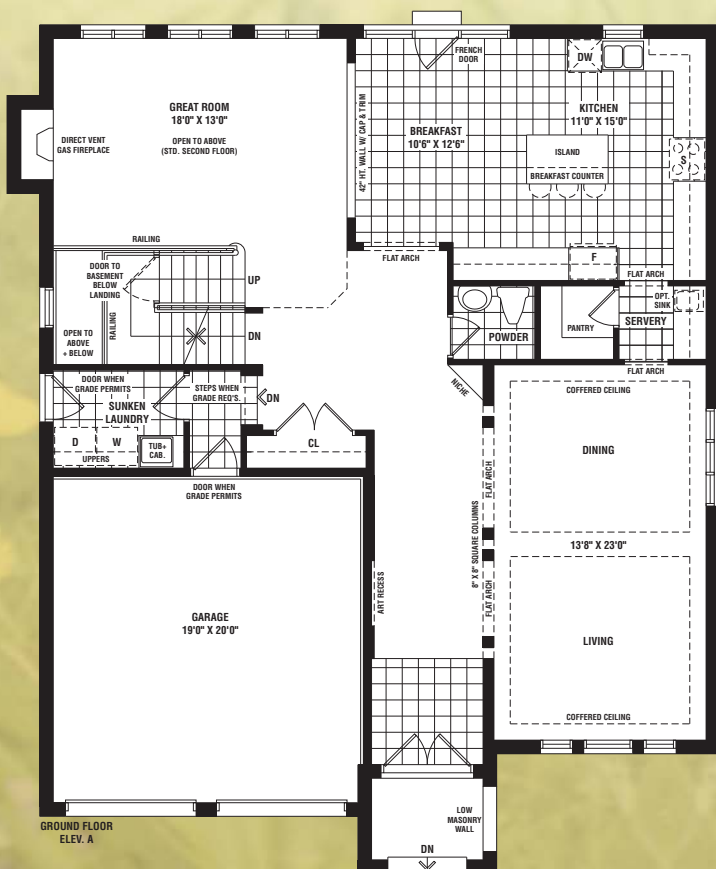 FRENCH
DOOR
DW
GREAT ROOM
18'0" X 13'0"
OPEN TO ABOVE
(STD. SECOND FLOOR)
DIRECT VENT
GAS FIREPLACE
42" HT. WALL W/ CAP & TRIM
BREAKFAST
10'6" X 12'6"
KITCHEN
11'0" X 15'0"
ISLAND
BREAKFAST COUNTER
S
RAILING
FLAT ARCH
F
FLAT ARCH
DOOR TO
BASEMENT
BELOW
LANDING
UP
RAILING
OPEN TO
ABOVE
+ BELOW
DN
POWDER
PANTRY
SERVERY
OPT.
SINK
FLAT ARCH
DOOR WHEN
GRADE PERMITS
SUNKEN
LAUNDRY
STEPS WHEN
GRADE REQ'S.
DN
NICHE
D
W
UPPERS
TUB+
CAB.
CL
COFFERED CEILING
DINING
FLAT ARCH
DOOR WHEN
GRADE PERMITS
8" X 8" SQUARE COLUMNS
13'8" X 23'0"
ART RECESS
FLAT ARCH
GARAGE
19'0" X 20'0"
LIVING
COFFERED CEILING
LOW
MASONRY
WALL
DN
GROUND FLOOR
ELEV. A